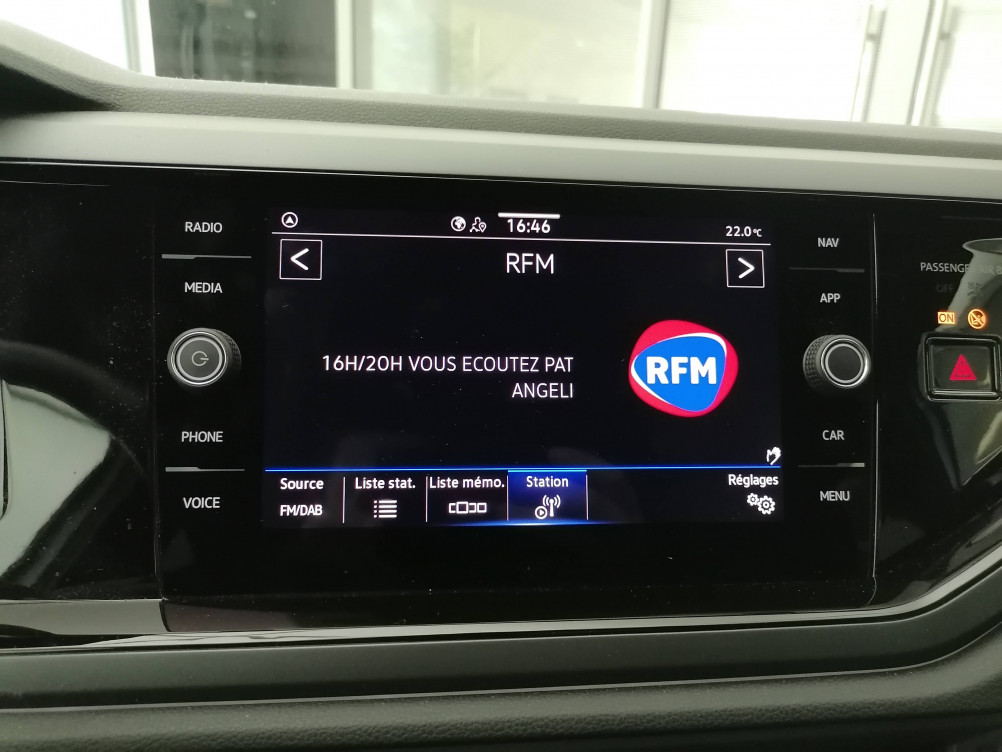 RADIO
MEDIA
PHONE
VOICE
16:46
22.0°C
<
RFM
>
16H/20H VOUS ECOUTEZ PAT
ANGELI
RFM
Source
FM/DAB
Liste stat.
Liste mémo.
Station
Réglages
NAV
APP
CAR
MENU
OFF
ON